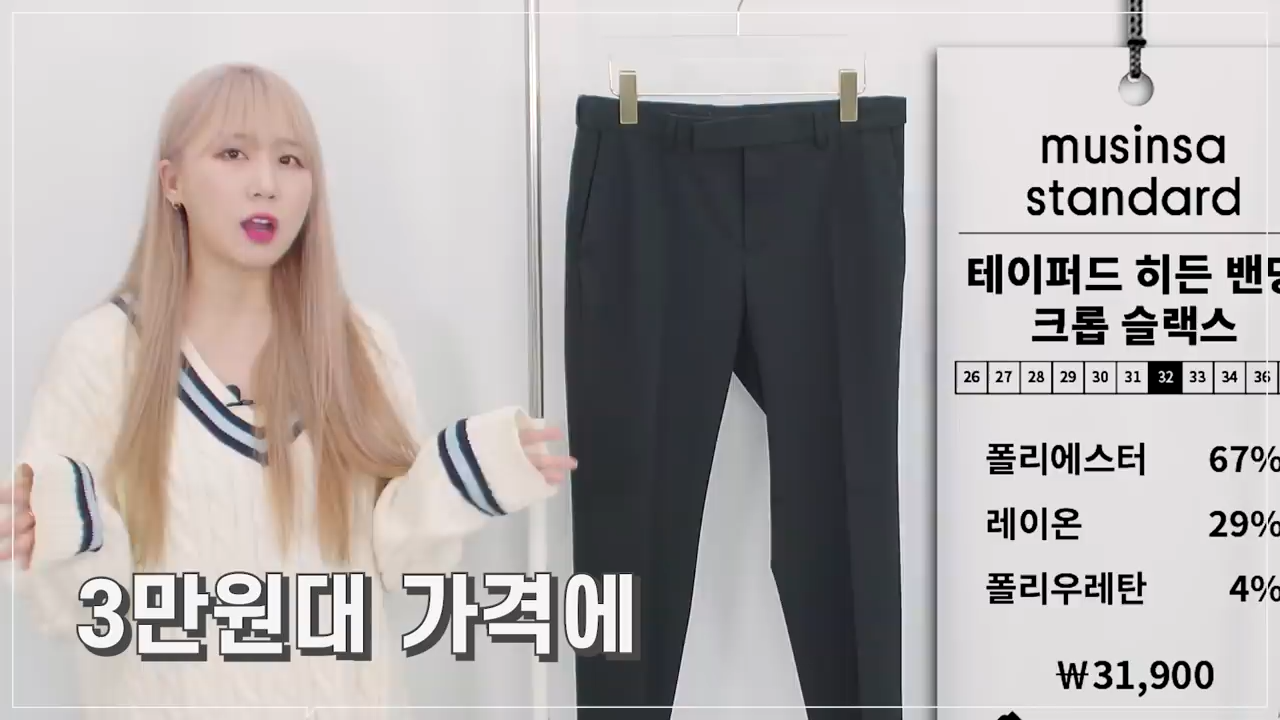 musinsa
standard
테이퍼드 히든 밴딩
크롭 슬랙스
26 27 28 29 30 31 32 33 34 36
폴리에스터 67%
레이온 29%
폴리우레탄 4%
₩31,900
3만원대 가격에